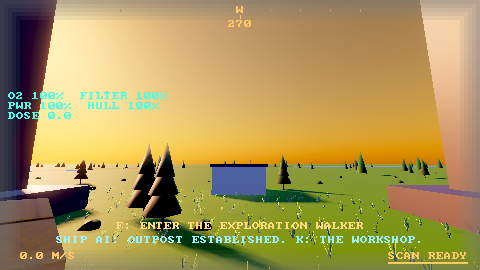 W
270
O2 100% FILTER 100%
PWR 100% HULL 100%
DOSE 0.0
E: ENTER THE EXPLORATION WALKER
SHIP AI: OUTPOST ESTABLISHED. K: THE WORKSHOP.
0.0 M/S
SCAN READY